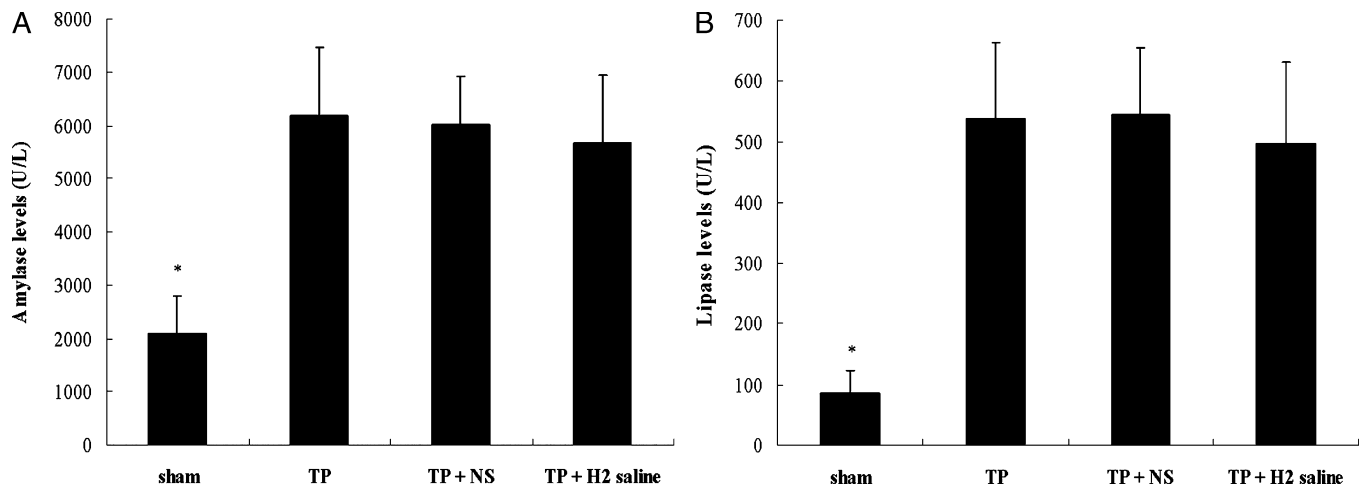 A
Amylase levels (U/L)
8000
7000
6000
5000
4000
3000
2000
1000
0
*
sham
TP
TP + NS
TP + H2 saline
B
Lipase levels (U/L)
700
600
500
400
300
200
100
0
*
sham
TP
TP + NS
TP + H2 saline